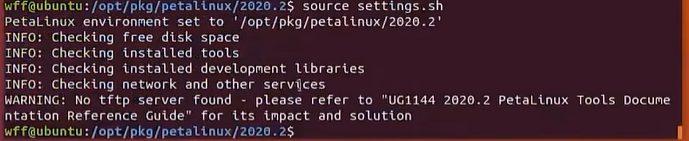 wff@ubuntu:/opt/pkg/petalinux/2020.2$ source settings.sh
PetaLinux environment set to '/opt/pkg/petalinux/2020.2'
INFO: Checking free disk space
INFO: Checking installed tools
INFO: Checking installed development libraries
INFO: Checking network and other services
WARNING: No tftp server found - please refer to "UG1144 2020.2 PetaLinux Tools Docume
ntation Reference Guide" for its impact and solution
wff@ubuntu:/opt/pkg/petalinux/2020.2$